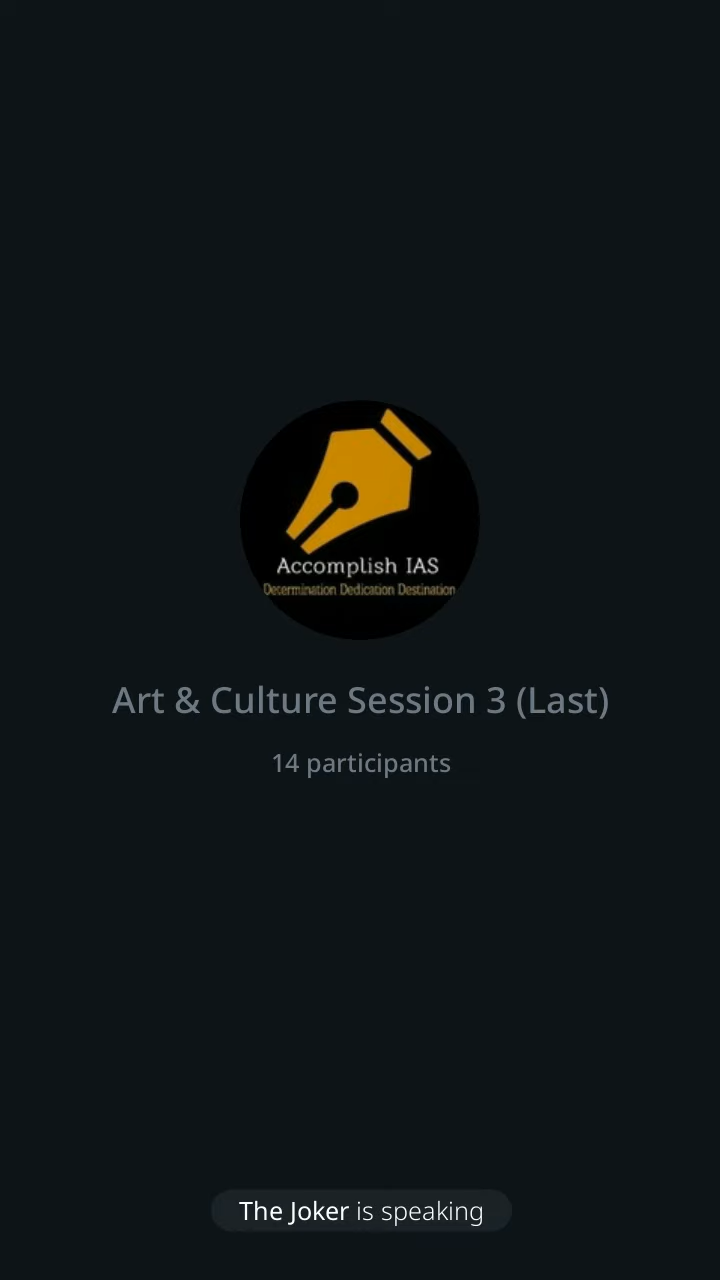 Accomplish IAS
Determination Dedication Destination
Art & Culture Session 3 (Last)
14 participants
The Joker is speaking